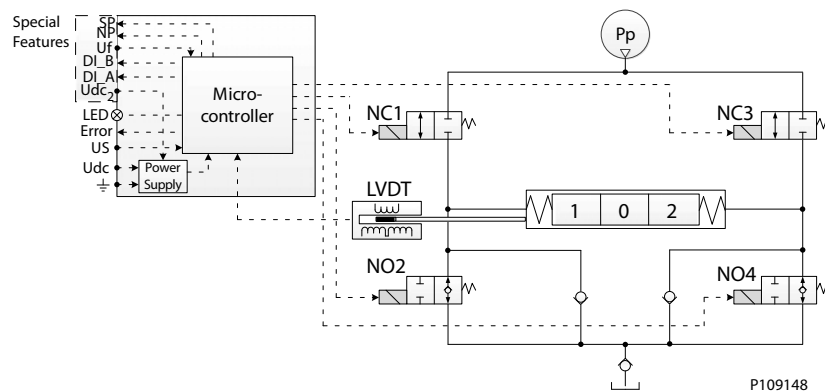 Special
Features
SP
NP
Uf
DI_B
DI_A
Udc
2
LED
Error
US
Udc
Micro-
controller
Power
Supply
LVDT
Pp
NC1
NC3
1 0 2
NO2
NO4
P109148